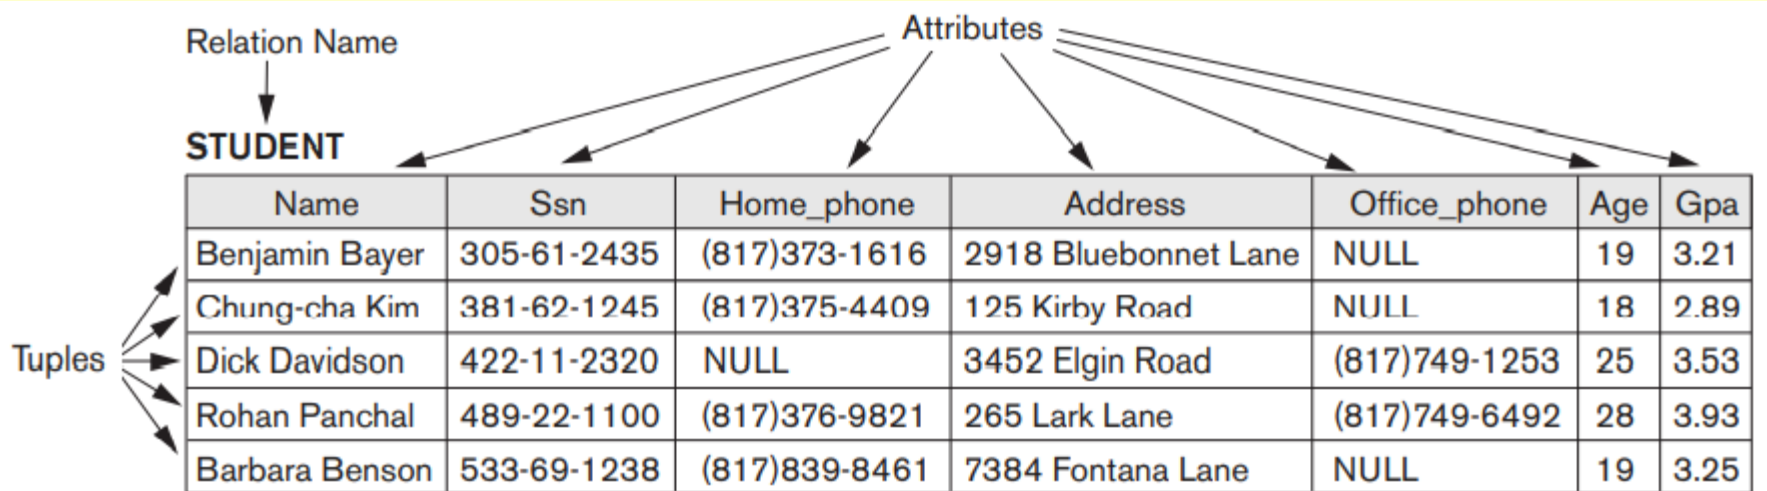 Attributes
Relation Name
STUDENT
Name Ssn Home_phone Address Office_phone Age Gpa
Benjamin Bayer 305-61-2435 (817)373-1616 2918 Bluebonnet Lane NULL 19 3.21
Chung-cha Kim 381-62-1245 (817)375-4409 125 Kirby Road NULL 18 2.89
Tuples Dick Davidson 422-11-2320 NULL 3452 Elgin Road (817)749-1253 25 3.53
Rohan Panchal 489-22-1100 (817)376-9821 265 Lark Lane (817)749-6492 28 3.93
Barbara Benson 533-69-1238 (817)839-8461 7384 Fontana Lane NULL 19 3.25